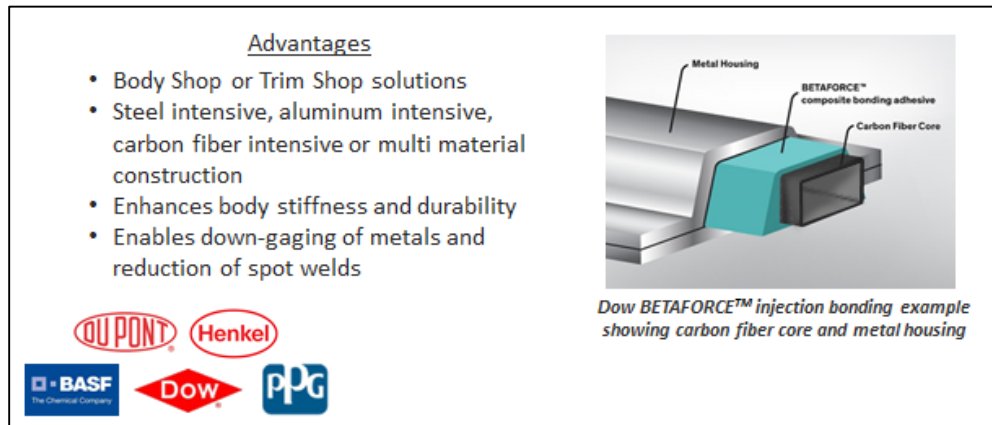 Advantages
• Body Shop or Trim Shop solutions
• Steel intensive, aluminum intensive,
carbon fiber intensive or multi material
construction
• Enhances body stiffness and durability
• Enables down-gaging of metals and
reduction of spot welds
Metal Housing
BETAFORCE™
composite bonding adhesive
Carbon Fiber Core
Dow BETAFORCE™ injection bonding example
showing carbon fiber core and metal housing
DUPONT®
Henkel
BASF
The Chemical Company
Dow
PPG